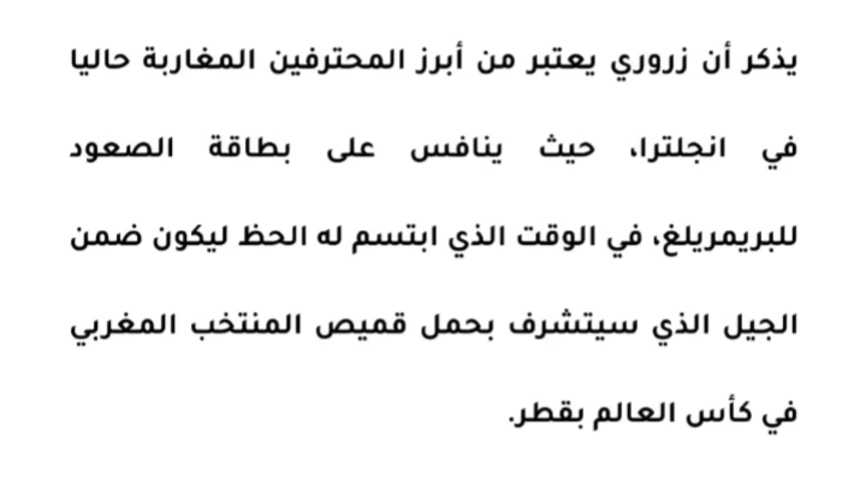 يذكر أن زروري يعتبر من أبرز المحترفين المغاربة حاليا
في انجلترا، حيث ينافس على بطاقة الصعود
للبريمريلغ، في الوقت الذي ابتسم له الحظ ليكون ضمن
الجيل الذي سيتشرف بحمل قميص المنتخب المغربي
في كأس العالم بقطر.